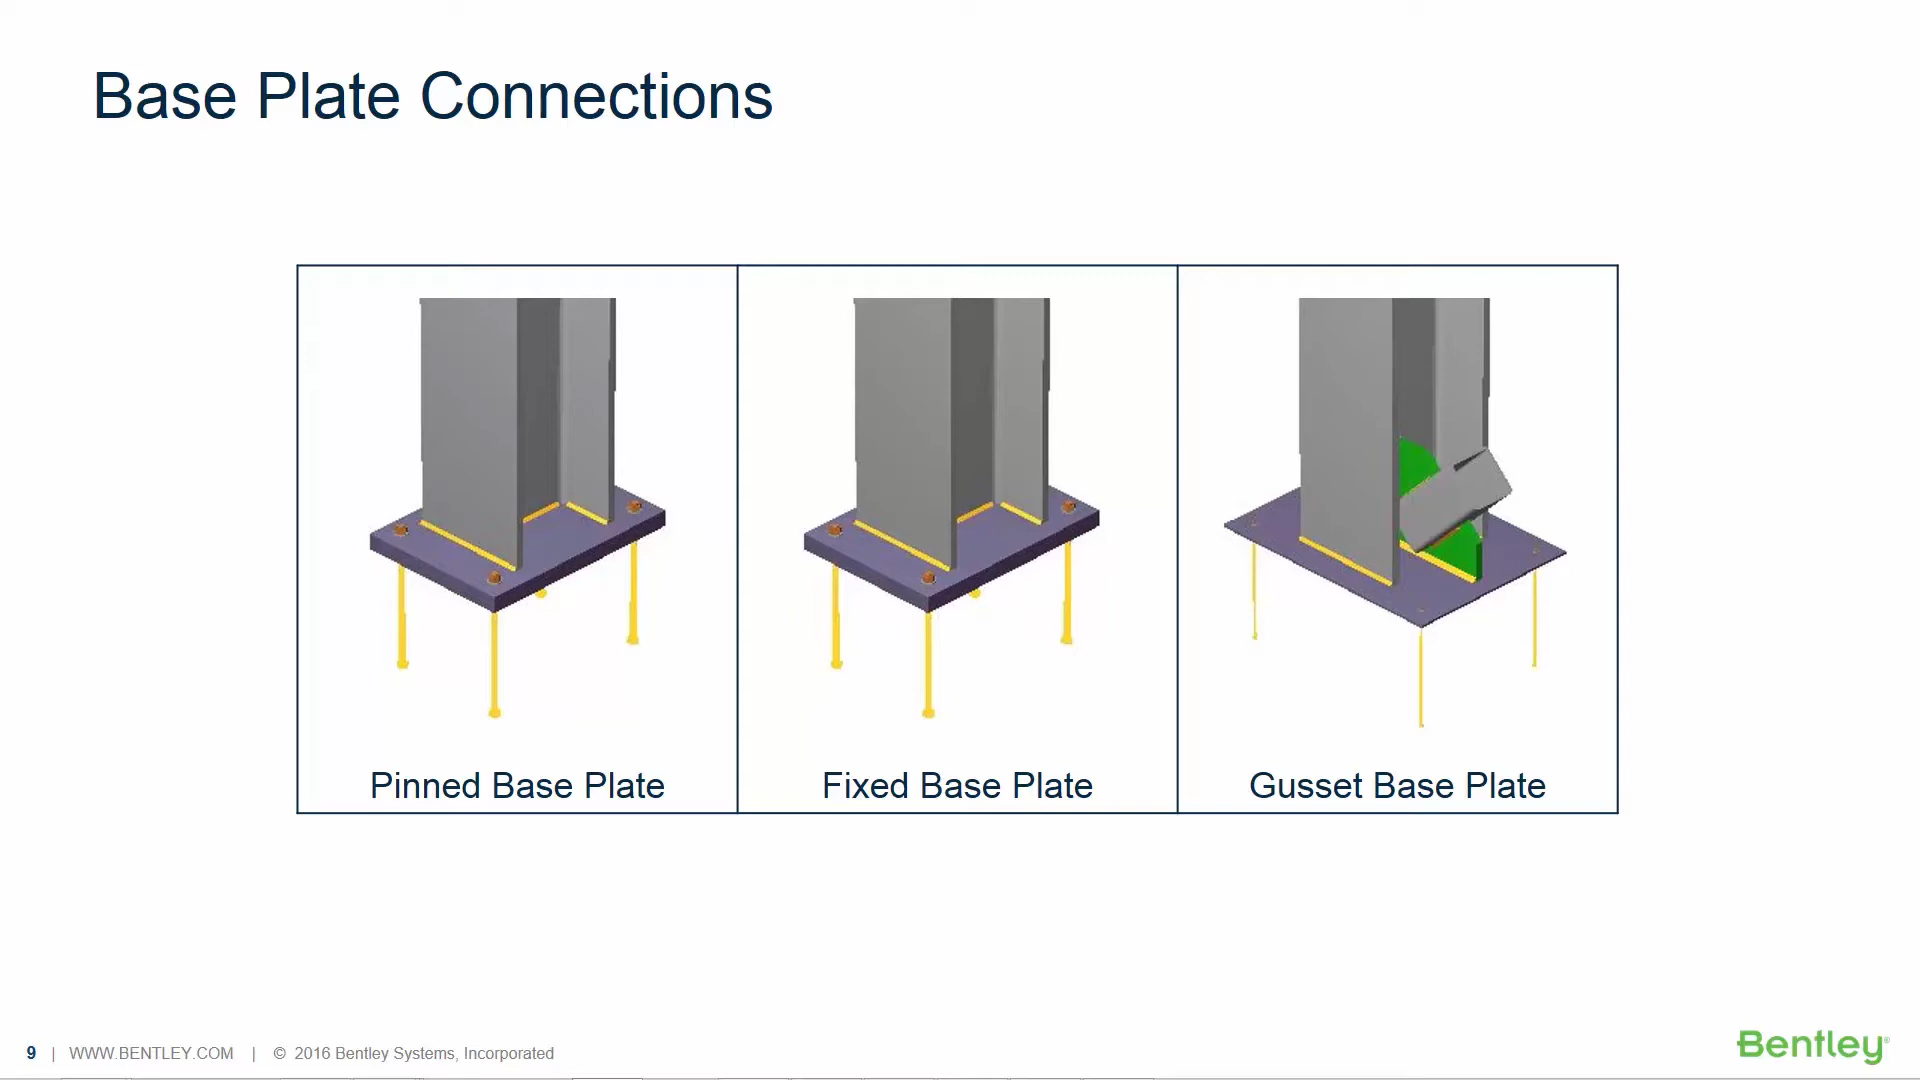 Base Plate Connections
Pinned Base Plate
Fixed Base Plate
Gusset Base Plate
9 | WWW.BENTLEY.COM | © 2016 Bentley Systems, Incorporated
Bentley®